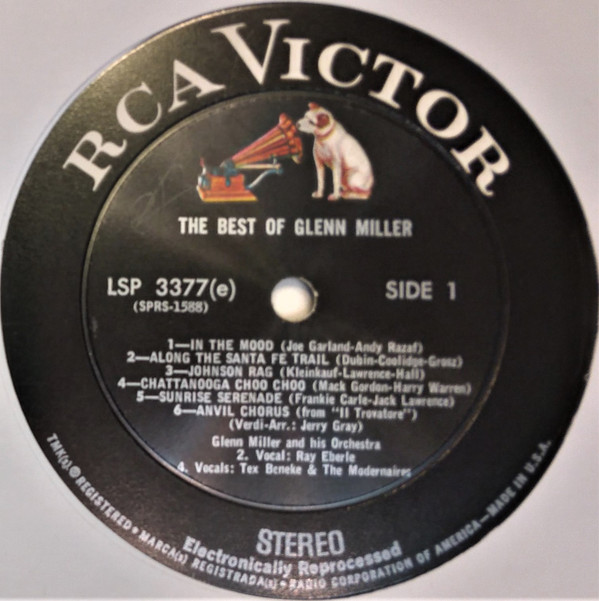 RCA VICTOR
THE BEST OF GLENN MILLER
LSP 3377(e)
(SPRS-1588)
SIDE 1
1—IN THE MOOD (Joe Garland-Andy Razaf)
2—ALONG THE SANTA FE TRAIL (Dubin-Coolidge-Grosz)
3—JOHNSON RAG (Kleinkauf-Lawrence-Hall)
4—CHATTANOOGA CHOO CHOO (Mack Gordon-Harry Warren)
5—SUNRISE SERENADE (Frankie Carle-Jack Lawrence)
6—ANVIL CHORUS (from "Il Trovatore")
(Verdi-Arr.: Jerry Gray)
Glenn Miller and his Orchestra
2. Vocal: Ray Eberle
4. Vocals: Tex Beneke & The Modernaires
STEREO
Electronically Reprocessed
TMK(s) ® REGISTERED • MARCA(s) REGISTRADA(s) • RADIO CORPORATION OF AMERICA—MADE IN U.S.A.